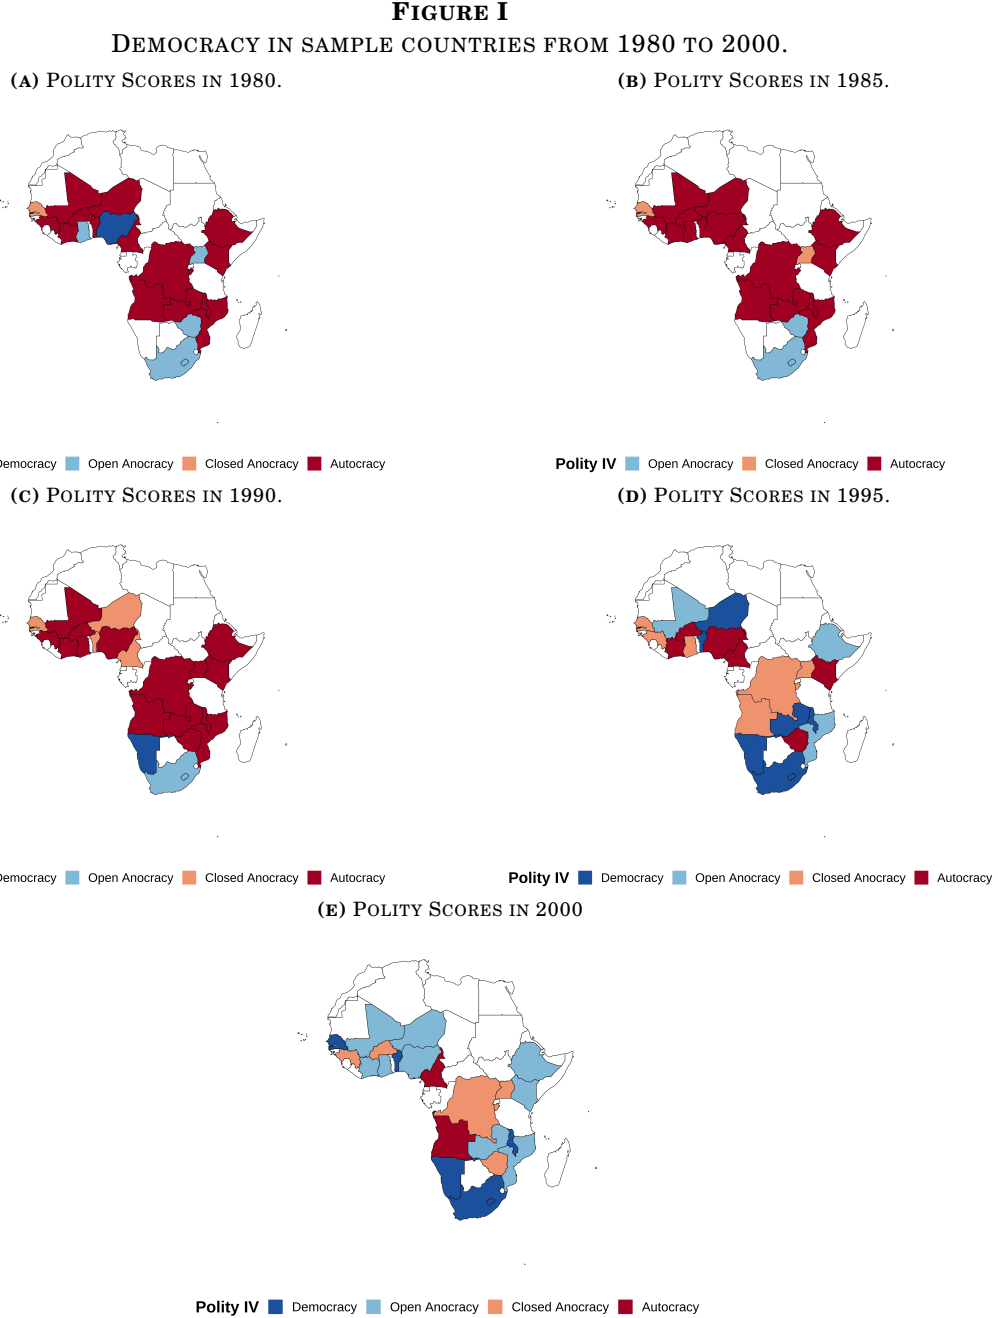 FIGURE I
DEMOCRACY IN SAMPLE COUNTRIES FROM 1980 TO 2000.
(A) POLITY SCORES IN 1980.
(B) POLITY SCORES IN 1985.
Democracy Open Anocracy Closed Anocracy Autocracy
Polity IV Open Anocracy Closed Anocracy Autocracy
(C) POLITY SCORES IN 1990.
(D) POLITY SCORES IN 1995.
Democracy Open Anocracy Closed Anocracy Autocracy
Polity IV Democracy Open Anocracy Closed Anocracy Autocracy
(E) POLITY SCORES IN 2000
Polity IV Democracy Open Anocracy Closed Anocracy Autocracy